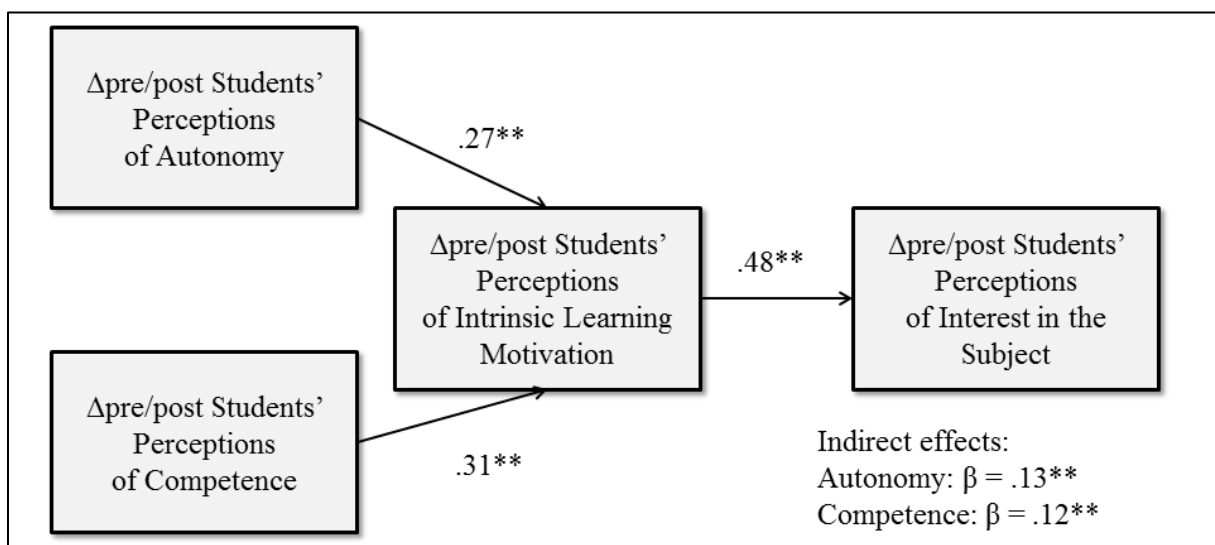 Δpre/post Students’
Perceptions
of Autonomy
.27**
Δpre/post Students’
Perceptions
of Intrinsic Learning
Motivation
.48**
Δpre/post Students’
Perceptions
of Interest in the
Subject
Δpre/post Students’
Perceptions
of Competence
.31**
Indirect effects:
Autonomy: β = .13**
Competence: β = .12**